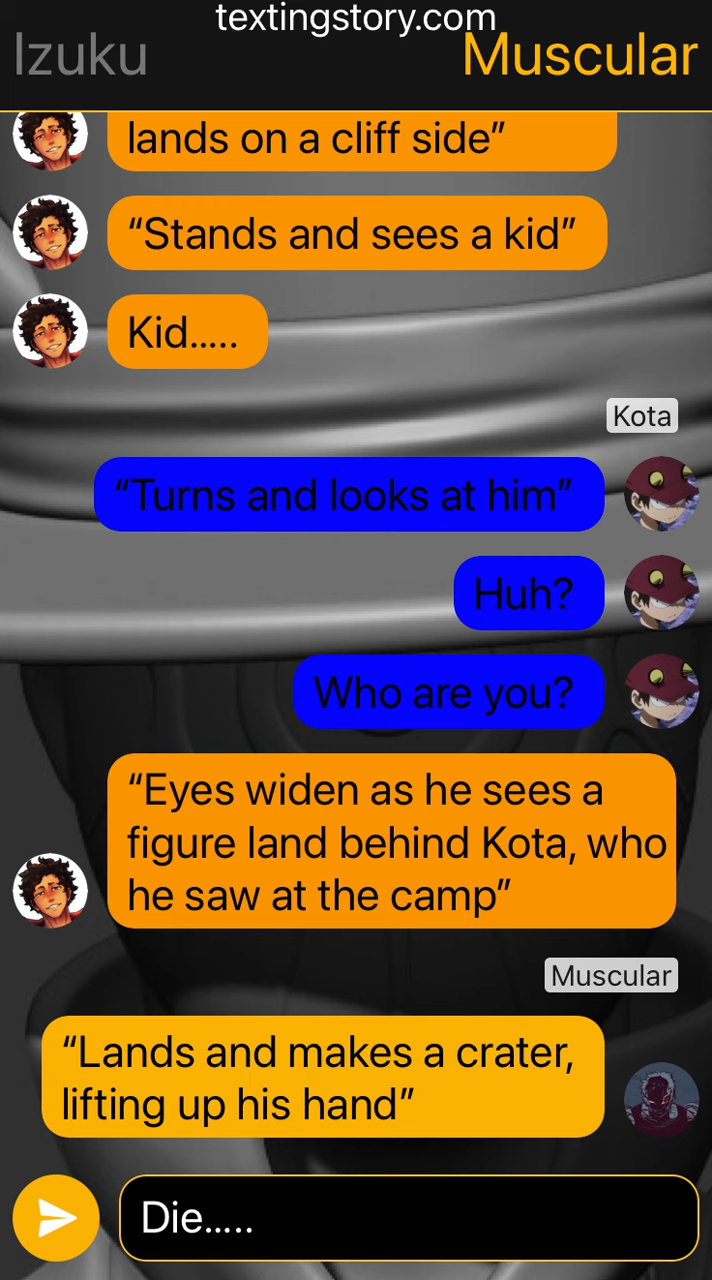 textingstory.com
Izuku
Muscular
lands on a cliff side”
“Stands and sees a kid”
Kid.....
Kota
“Turns and looks at him”
Huh?
Who are you?
“Eyes widen as he sees a
figure land behind Kota, who
he saw at the camp”
Muscular
“Lands and makes a crater,
lifting up his hand”
Die.....